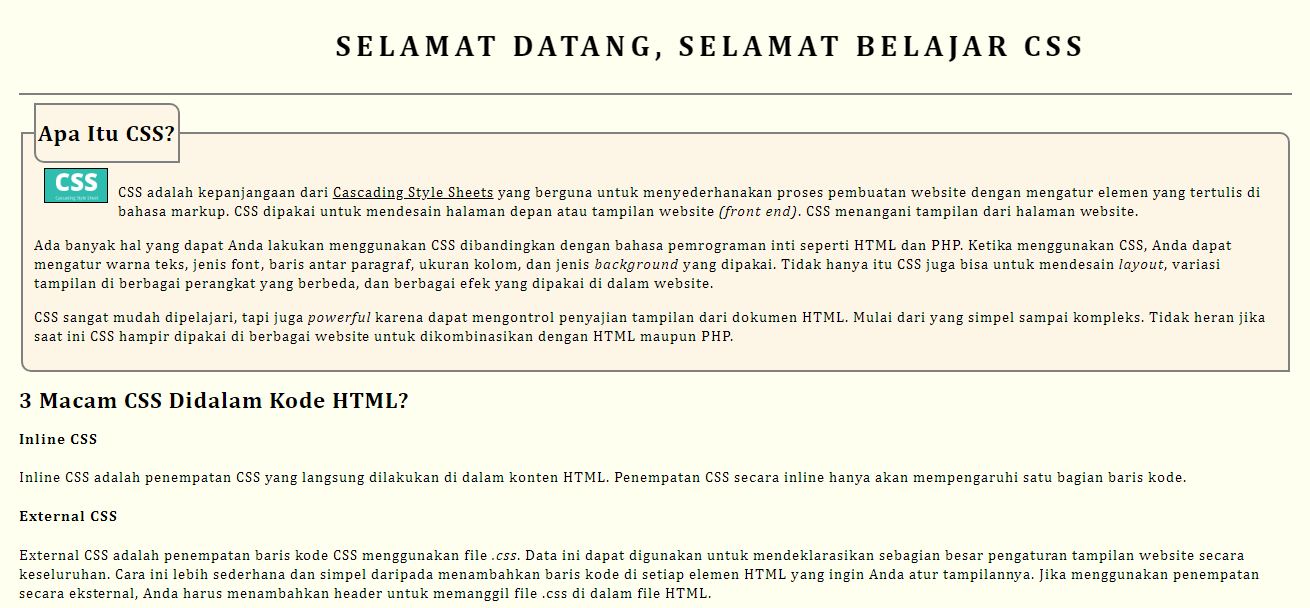 SELAMAT DATANG, SELAMAT BELAJAR CSS
Apa Itu CSS?
CSS
Cascading Style Sheet
CSS adalah kepanjangaan dari Cascading Style Sheets yang berguna untuk menyederhanakan proses pembuatan website dengan mengatur elemen yang tertulis di
bahasa markup. CSS dipakai untuk mendesain halaman depan atau tampilan website (front end). CSS menangani tampilan dari halaman website.
Ada banyak hal yang dapat Anda lakukan menggunakan CSS dibandingkan dengan bahasa pemrograman inti seperti HTML dan PHP. Ketika menggunakan CSS, Anda dapat
mengatur warna teks, jenis font, baris antar paragraf, ukuran kolom, dan jenis background yang dipakai. Tidak hanya itu CSS juga bisa untuk mendesain layout, variasi
tampilan di berbagai perangkat yang berbeda, dan berbagai efek yang dipakai di dalam website.
CSS sangat mudah dipelajari, tapi juga powerful karena dapat mengontrol penyajian tampilan dari dokumen HTML. Mulai dari yang simpel sampai kompleks. Tidak heran jika
saat ini CSS hampir dipakai di berbagai website untuk dikombinasikan dengan HTML maupun PHP.
3 Macam CSS Didalam Kode HTML?
Inline CSS
Inline CSS adalah penempatan CSS yang langsung dilakukan di dalam konten HTML. Penempatan CSS secara inline hanya akan mempengaruhi satu bagian baris kode.
External CSS
External CSS adalah penempatan baris kode CSS menggunakan file .css. Data ini dapat digunakan untuk mendeklarasikan sebagian besar pengaturan tampilan website secara
keseluruhan. Cara ini lebih sederhana dan simpel daripada menambahkan baris kode di setiap elemen HTML yang ingin Anda atur tampilannya. Jika menggunakan penempatan
secara eksternal, Anda harus menambahkan header untuk memanggil file .css di dalam file HTML.